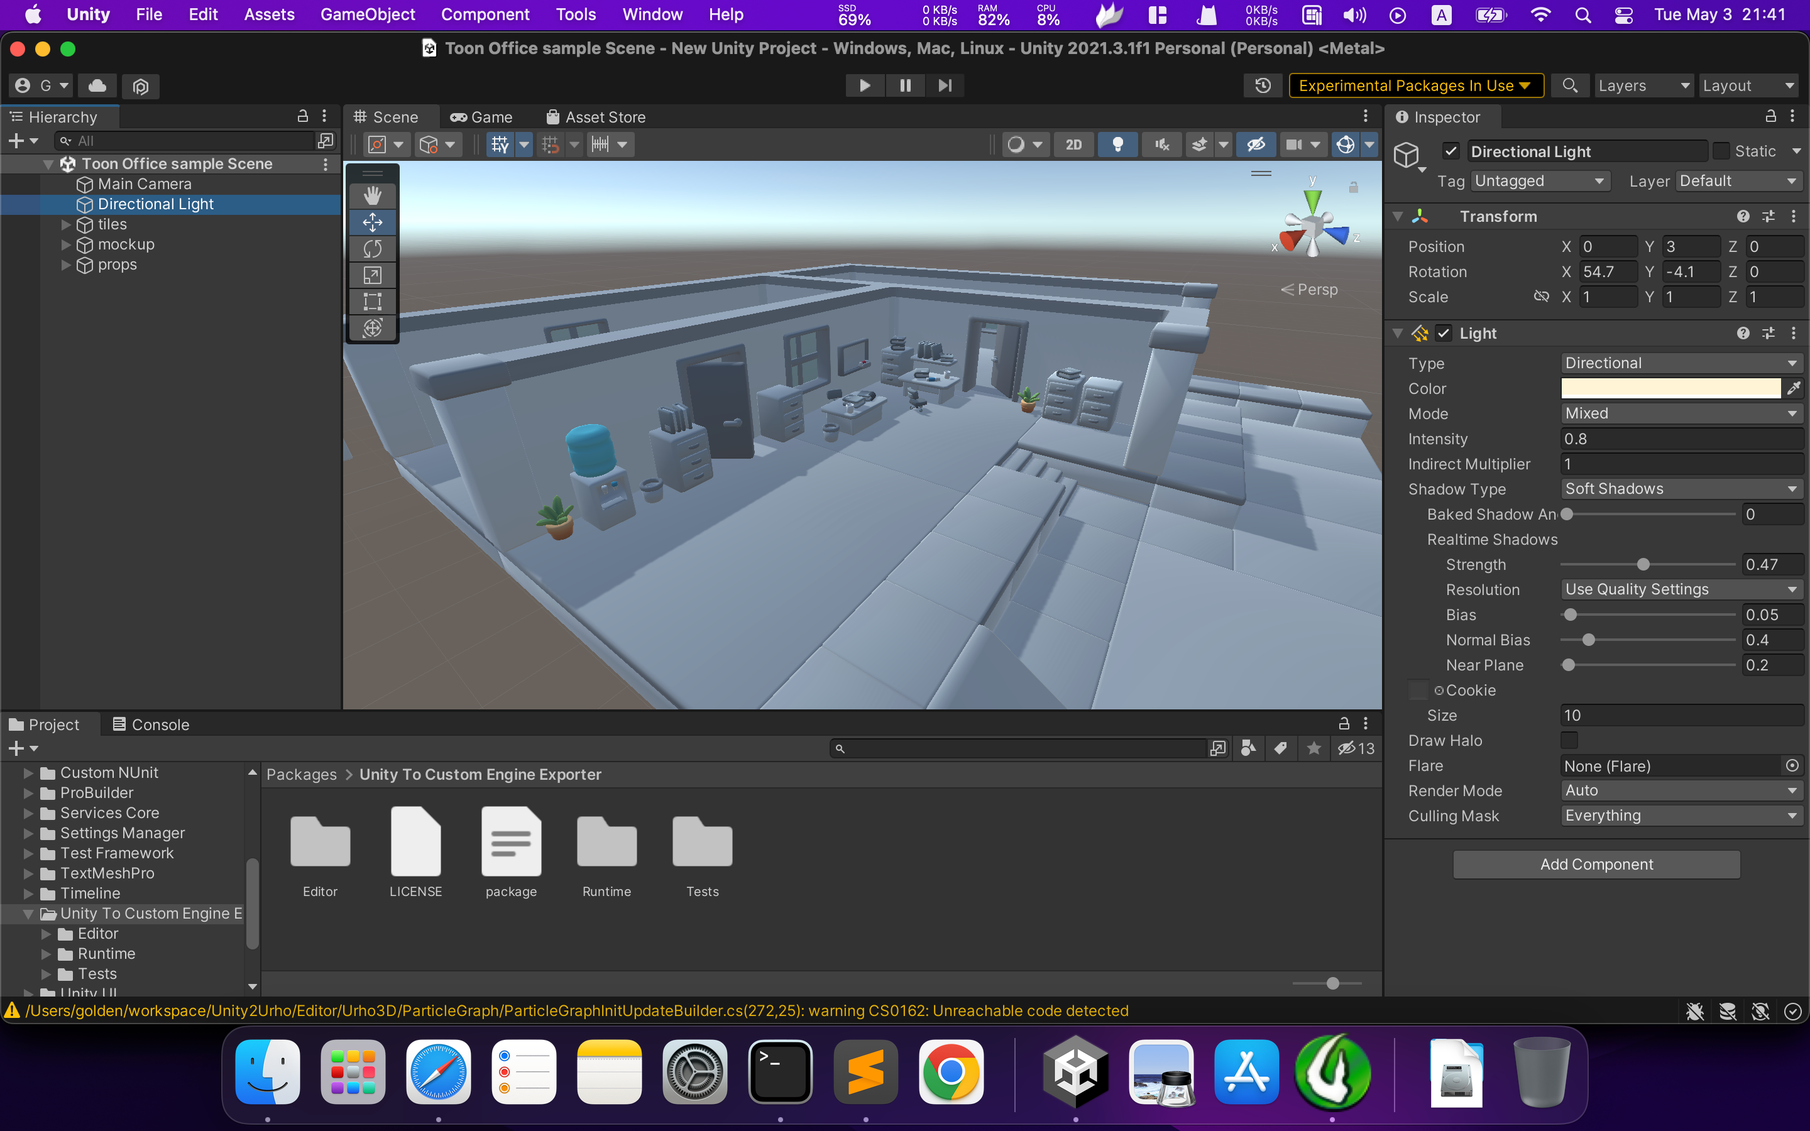 Unity File Edit Assets GameObject Component Tools Window Help SSD 69% 0 KB/s 0 KB/s RAM 82% CPU 8% 0KB/s 0KB/s A Tue May 3 21:41
Toon Office sample Scene - New Unity Project - Windows, Mac, Linux - Unity 2021.3.1f1 Personal (Personal) <Metal>
G Experimental Packages In Use Layers Layout
Hierarchy
All
Toon Office sample Scene
Main Camera
Directional Light
tiles
mockup
props
Scene Game Asset Store
2D
y
x z
Persp
Inspector
Directional Light Static
Tag Untagged Layer Default
Transform
Position X 0 Y 3 Z 0
Rotation X 54.7 Y -4.1 Z 0
Scale X 1 Y 1 Z 1
Light
Type Directional
Color
Mode Mixed
Intensity 0.8
Indirect Multiplier 1
Shadow Type Soft Shadows
Baked Shadow An 0
Realtime Shadows
Strength 0.47
Resolution Use Quality Settings
Bias 0.05
Normal Bias 0.4
Near Plane 0.2
Cookie
Size 10
Draw Halo
Flare None (Flare)
Render Mode Auto
Culling Mask Everything
Add Component
Project Console
13
Custom NUnit
ProBuilder
Services Core
Settings Manager
Test Framework
TextMeshPro
Timeline
Unity To Custom Engine E
Editor
Runtime
Tests
Unity UI
Packages > Unity To Custom Engine Exporter
Editor LICENSE package Runtime Tests
/Users/golden/workspace/Unity2Urho/Editor/Urho3D/ParticleGraph/ParticleGraphInitUpdateBuilder.cs(272,25): warning CS0162: Unreachable code detected
>_